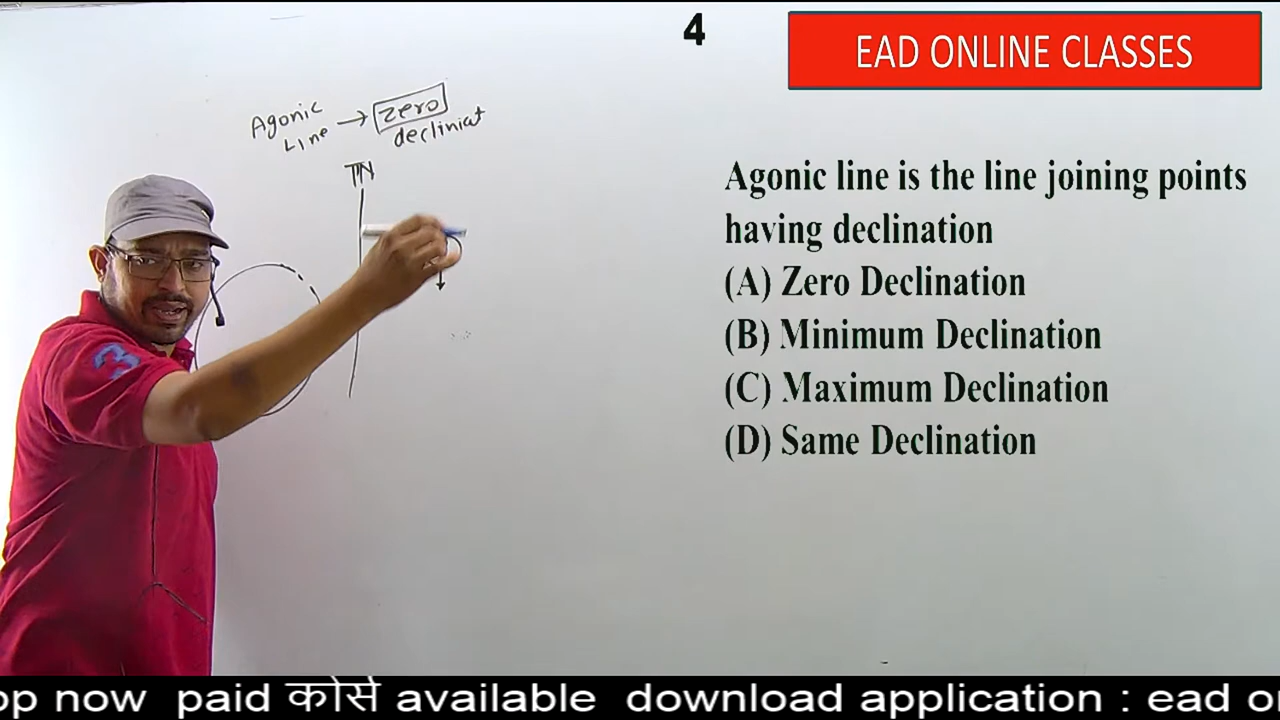 4
EAD ONLINE CLASSES
Agonic → zero
Line decliniat
TN
Agonic line is the line joining points
having declination
(A) Zero Declination
(B) Minimum Declination
(C) Maximum Declination
(D) Same Declination
3
now paid कोर्स available download application : ead